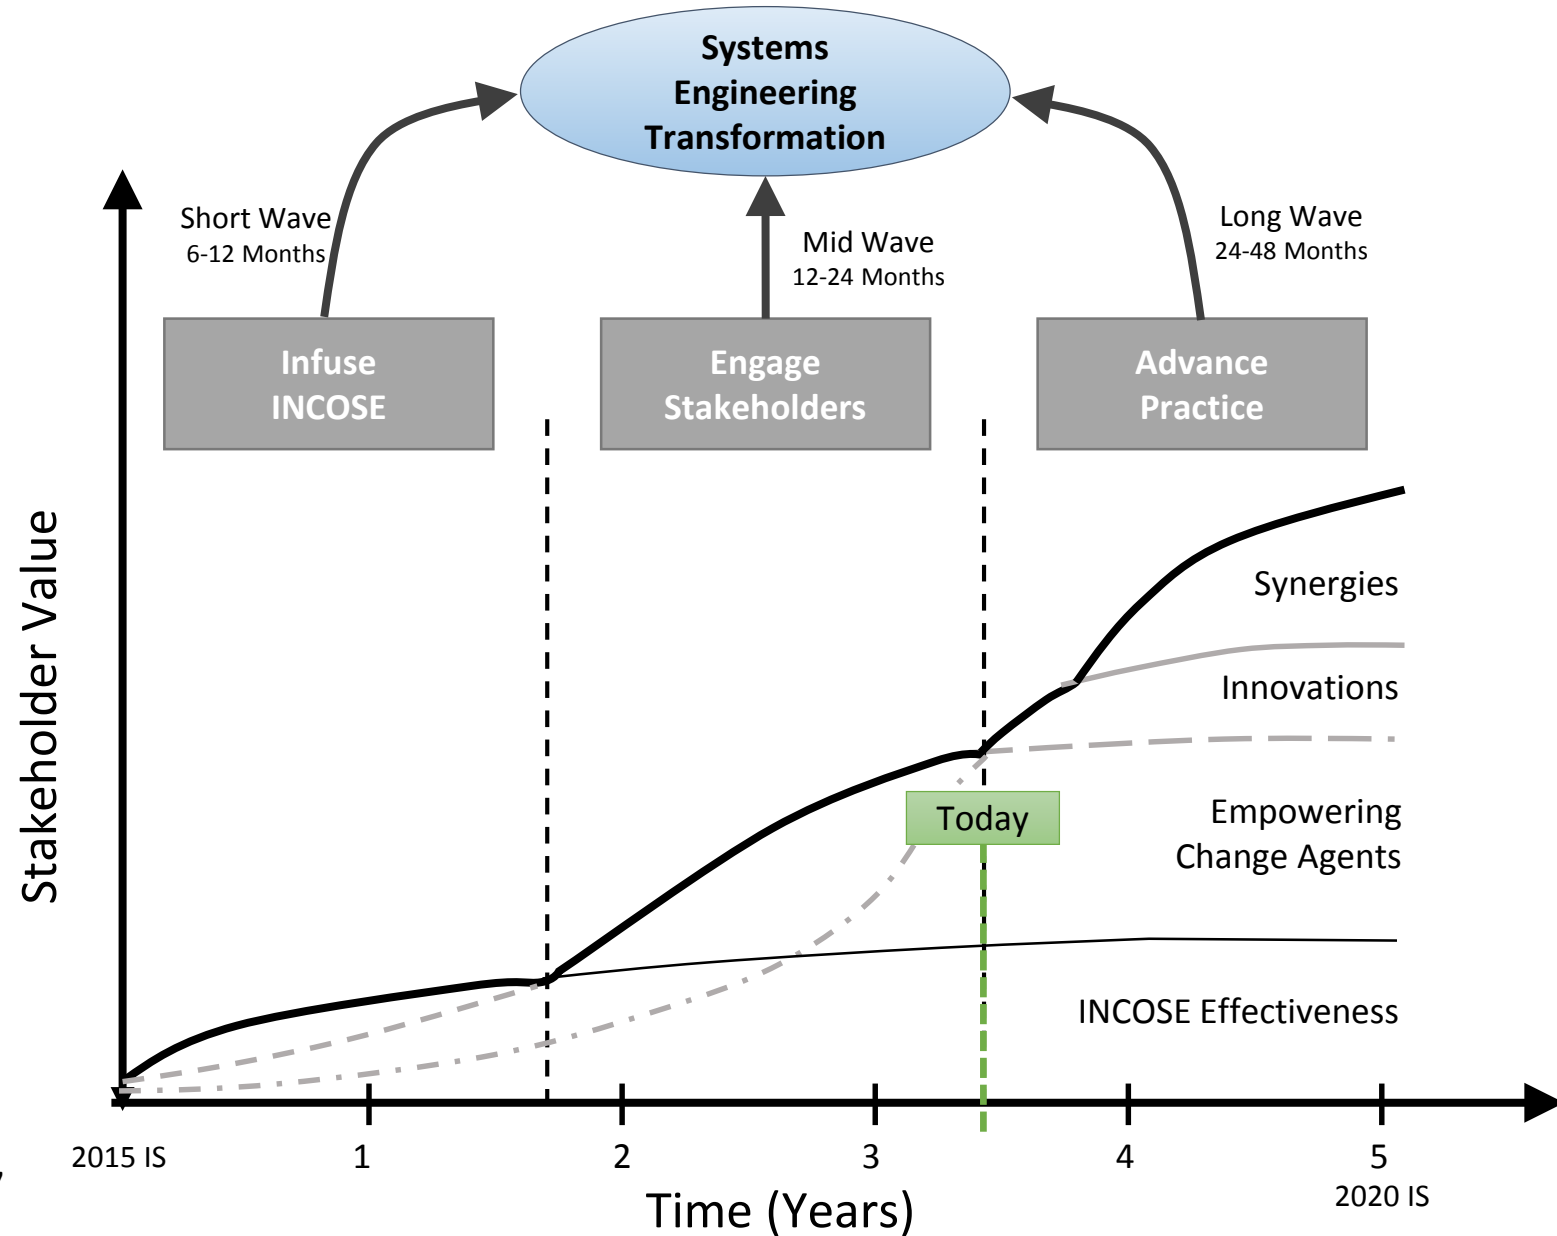 Systems
Engineering
Transformation
Short Wave
6-12 Months
Mid Wave
12-24 Months
Long Wave
24-48 Months
Infuse
INCOSE
Engage
Stakeholders
Advance
Practice
Stakeholder Value
Synergies
Innovations
Today
Empowering
Change Agents
INCOSE Effectiveness
2015 IS 1 2 3 4 5
2020 IS
Time (Years)